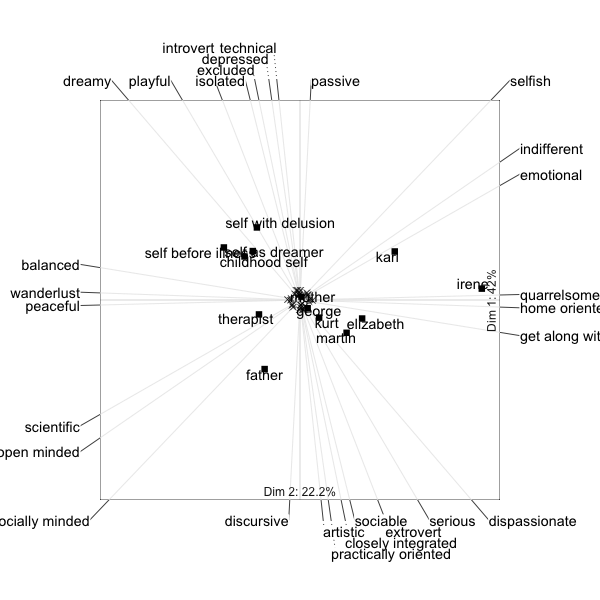 introvert technical
depressed
excluded
dreamy playful isolated passive selfish
indifferent
emotional
self with delusion
self before illness self as dreamer
childhood self karl
balanced
wanderlust irene quarrelsome
peaceful mother home oriente
therapist george
kurt elizabeth
martin get along wit
Dim 1: 42%
father
scientific
open minded
Dim 2: 22.2%
ocially minded discursive sociable serious dispassionate
artistic extrovert
closely integrated
practically oriented